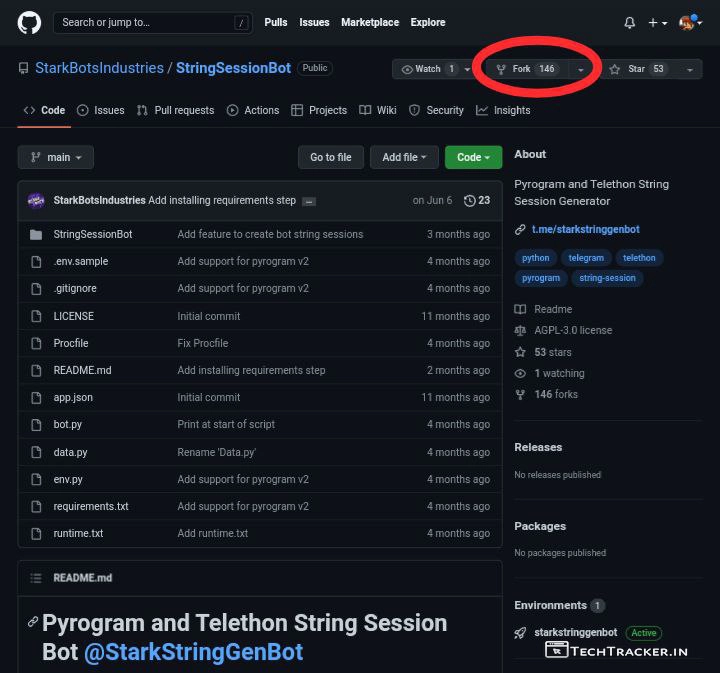 Search or jump to... /
Pulls Issues Marketplace Explore
StarkBotsIndustries / StringSessionBot Public
Watch 1 Fork 146 Star 53
Code Issues Pull requests Actions Projects Wiki Security Insights
main Go to file Add file Code
StarkBotsIndustries Add installing requirements step ... on Jun 6 23
StringSessionBot Add feature to create bot string sessions 3 months ago
.env.sample Add support for pyrogram v2 4 months ago
.gitignore Add support for pyrogram v2 4 months ago
LICENSE Initial commit 11 months ago
Procfile Fix Procfile 4 months ago
README.md Add installing requirements step 2 months ago
app.json Initial commit 11 months ago
bot.py Print at start of script 4 months ago
data.py Rename 'Data.py' 4 months ago
env.py Add support for pyrogram v2 4 months ago
requirements.txt Add support for pyrogram v2 4 months ago
runtime.txt Add runtime.txt 4 months ago
README.md
Pyrogram and Telethon String Session
Bot @StarkStringGenBot
About
Pyrogram and Telethon String
Session Generator
t.me/starkstringgenbot
python telegram telethon
pyrogram string-session
Readme
AGPL-3.0 license
53 stars
1 watching
146 forks
Releases
No releases published
Packages
No packages published
Environments 1
starkstringgenbot Active
TECHTRACKER.IN